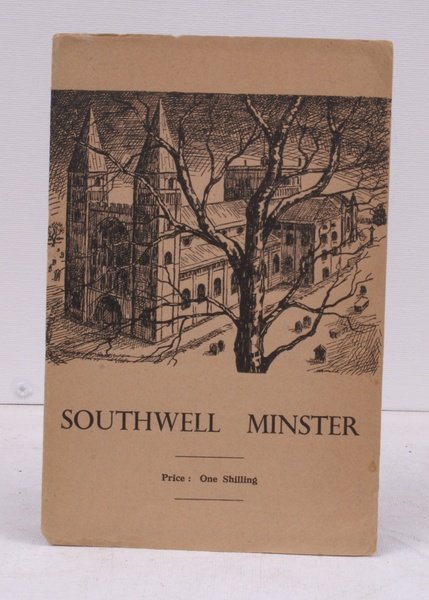 SOUTHWELL MINSTER
Price : One Shilling